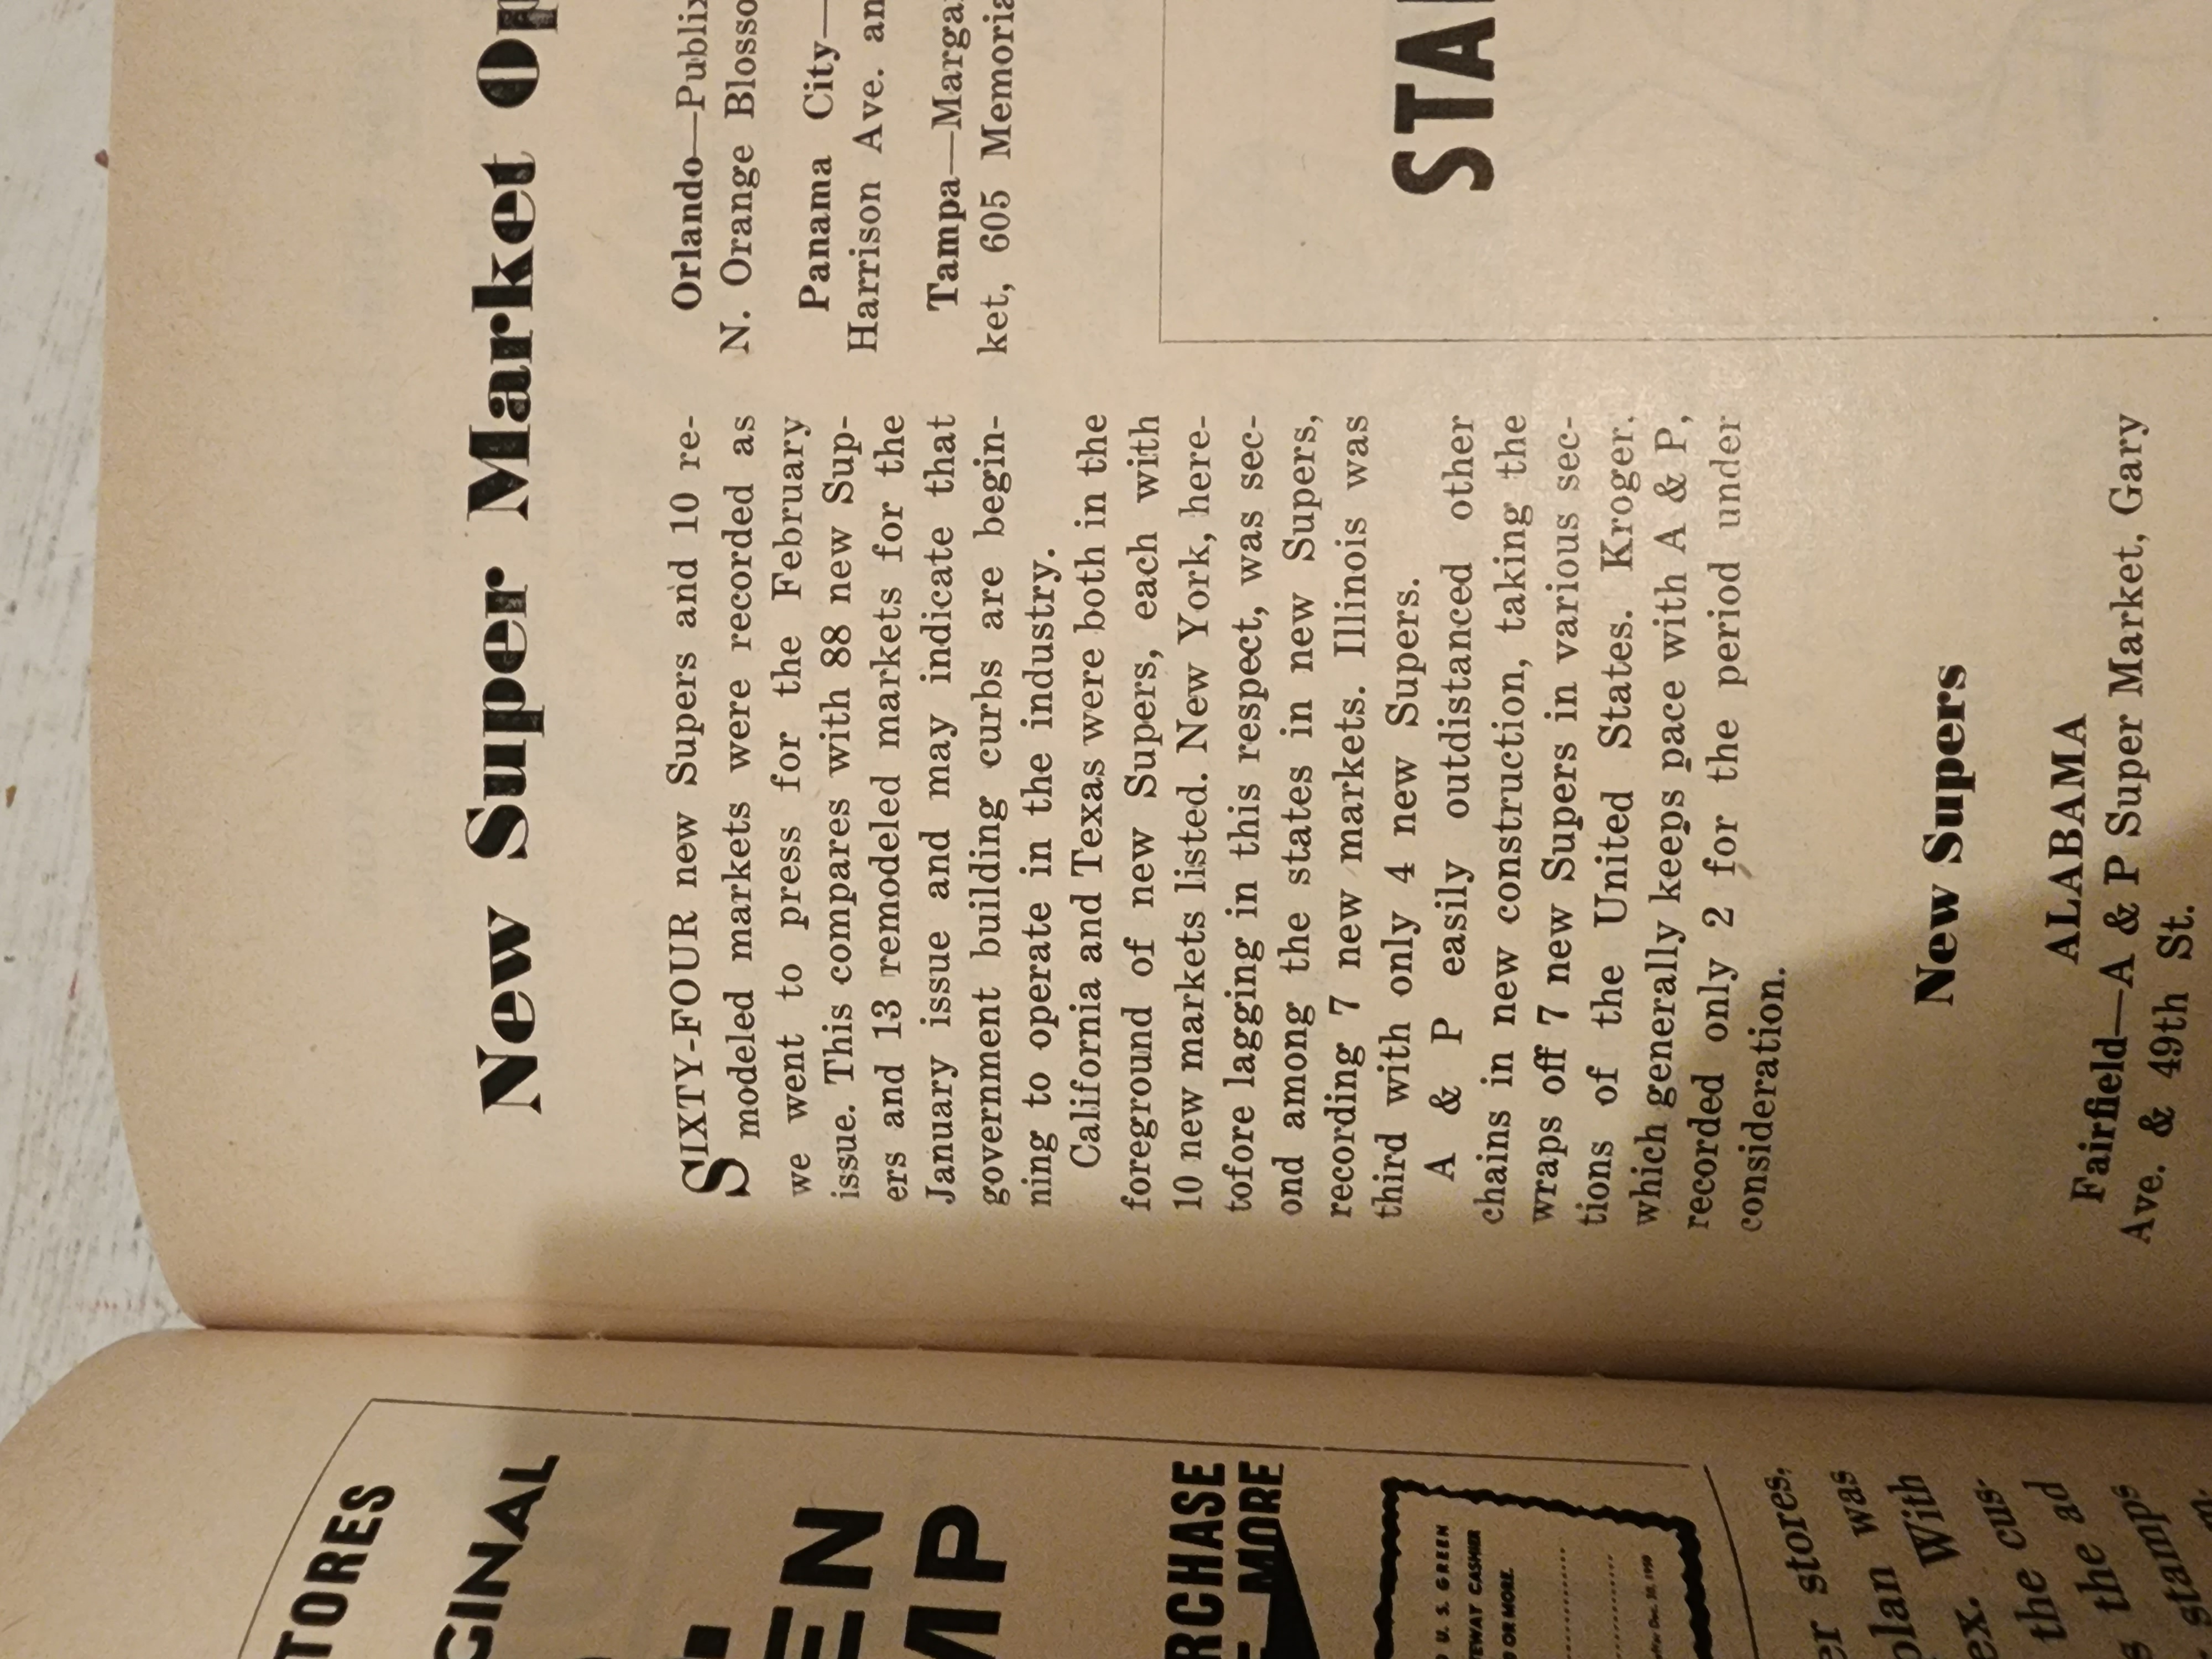 New Super Market Op
SIXTY-FOUR new Supers and 10 re-
modeled markets were recorded as
we went to press for the February
issue. This compares with 88 new Sup-
ers and 13 remodeled markets for the
January issue and may indicate that
government building curbs are begin-
ning to operate in the industry.
California and Texas were both in the
foreground of new Supers, each with
10 new markets listed. New York, here-
tofore lagging in this respect, was sec-
ond among the states in new Supers,
recording 7 new markets. Illinois was
third with only 4 new Supers.
A & P easily outdistanced other
chains in new construction, taking the
wraps off 7 new Supers in various sec-
tions of the United States. Kroger,
which generally keeps pace with A & P,
recorded only 2 for the period under
consideration.
New Supers
ALABAMA
Fairfield—A & P Super Market, Gary
Ave. & 49th St.
Orlando—Publix
N. Orange Blosso
Panama City—
Harrison Ave. an
Tampa—Marga
ket, 605 Memoria
STA
TORES
GINAL
EN
MP
RCHASE
MORE
U. S. GREEN
TEWAY CASHIER
OR MORE.
er stores,
plan was
ex. With
cus-
the ad
s the
stamps